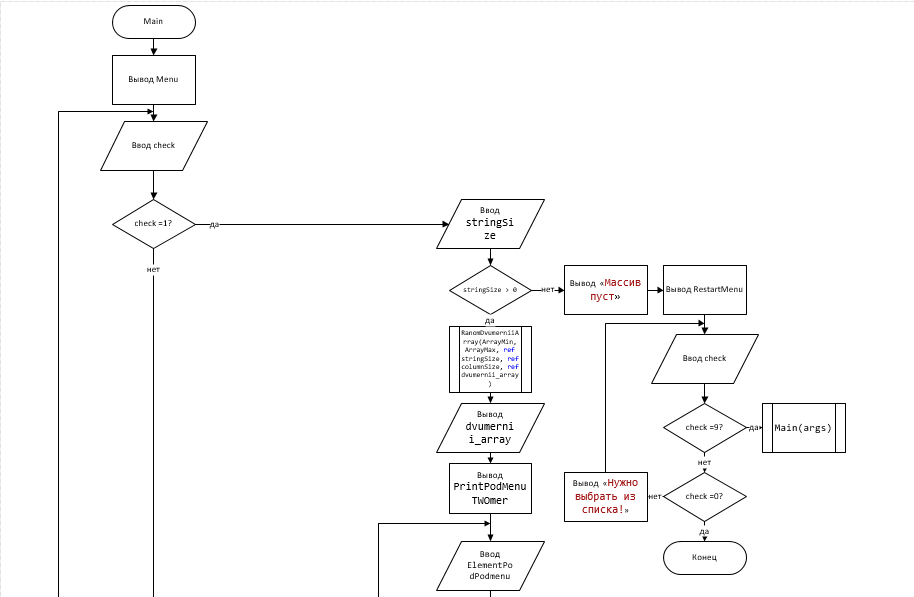 Main
Вывод Menu
Ввод check
check =1?
да
нет
Ввод
stringSi
ze
stringSize > 0
нет
да
Вывод «Массив
пуст»
Вывод RestartMenu
RanomDvumerniiA
rray(ArrayMin,
ArrayMax, ref
stringSize, ref
columnSize, ref
dvumernii_array
)
Вывод
dvumerni
i_array
Вывод
PrintPodMenu
TWOmer
Ввод
ElementPo
dPodmenu
Ввод check
check =9?
да
Main(args)
нет
check =0?
нет
Вывод «Нужно
выбрать из
списка!»
да
Конец